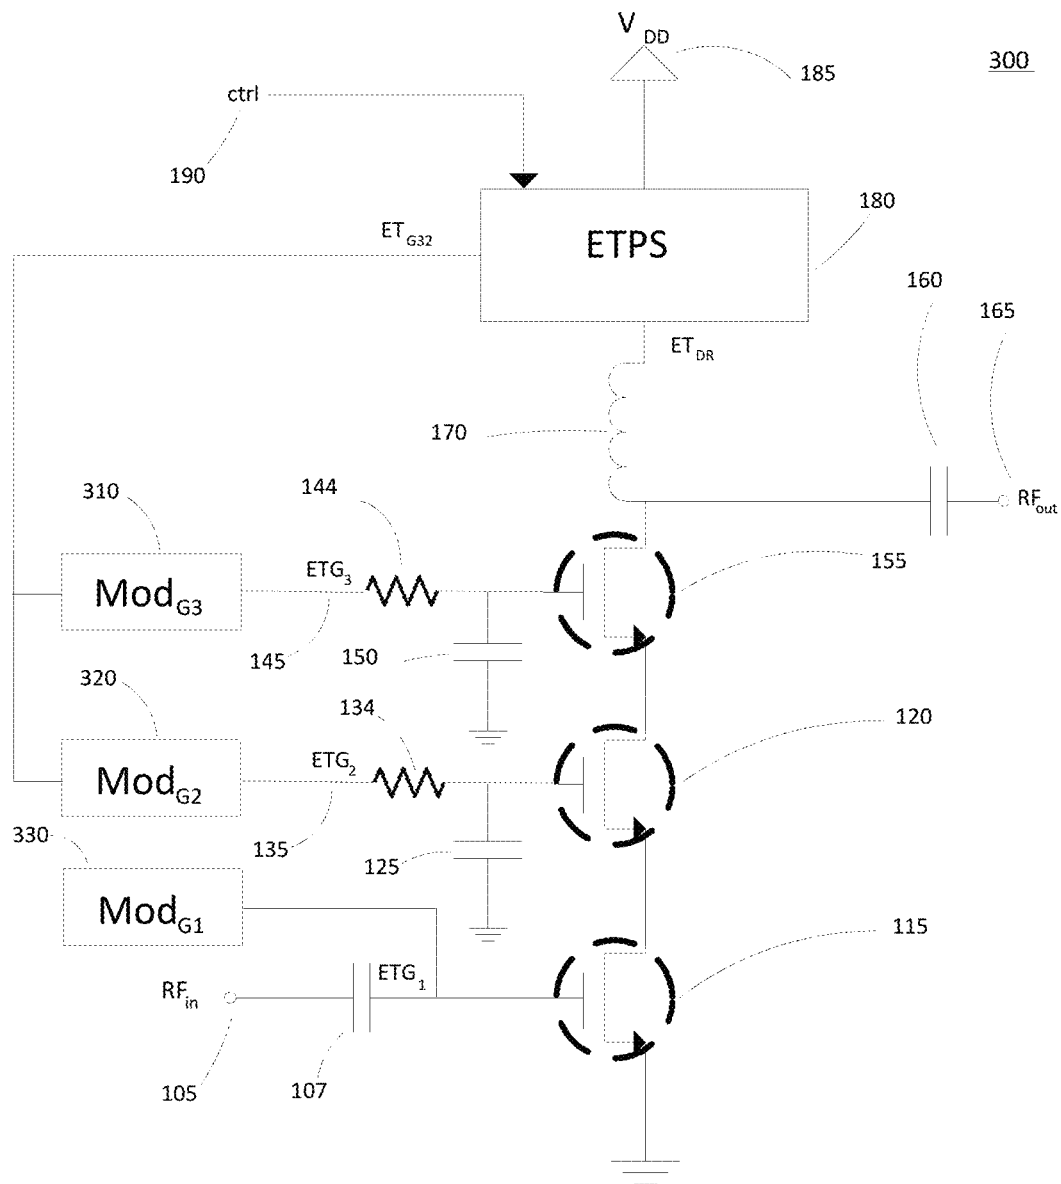 V DD
300
185
ctrl
190
180
ETPS
ET G32
160
165
ET DR
170
144
310
RF out
ETG 3
155
Mod G3
150
145
320
134
120
ETG 2
Mod G2
330
135
125
Mod G1
115
ETG 1
RF in
105
107